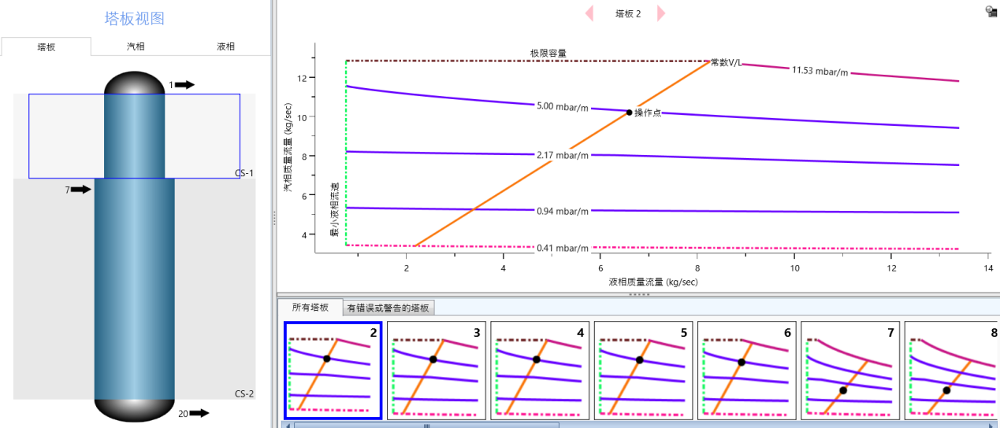 塔板视图
塔板
汽相
液相
1
CS-1
7
CS-2
20
塔板 2
极限容量
常数V/L
11.53 mbar/m
5.00 mbar/m
操作点
2.17 mbar/m
0.94 mbar/m
0.41 mbar/m
最小液相流速
汽相质量流量 (kg/sec)
12
10
8
6
4
2
4
6
8
10
12
14
液相质量流量 (kg/sec)
所有塔板
有错误或警告的塔板
2
3
4
5
6
7
8